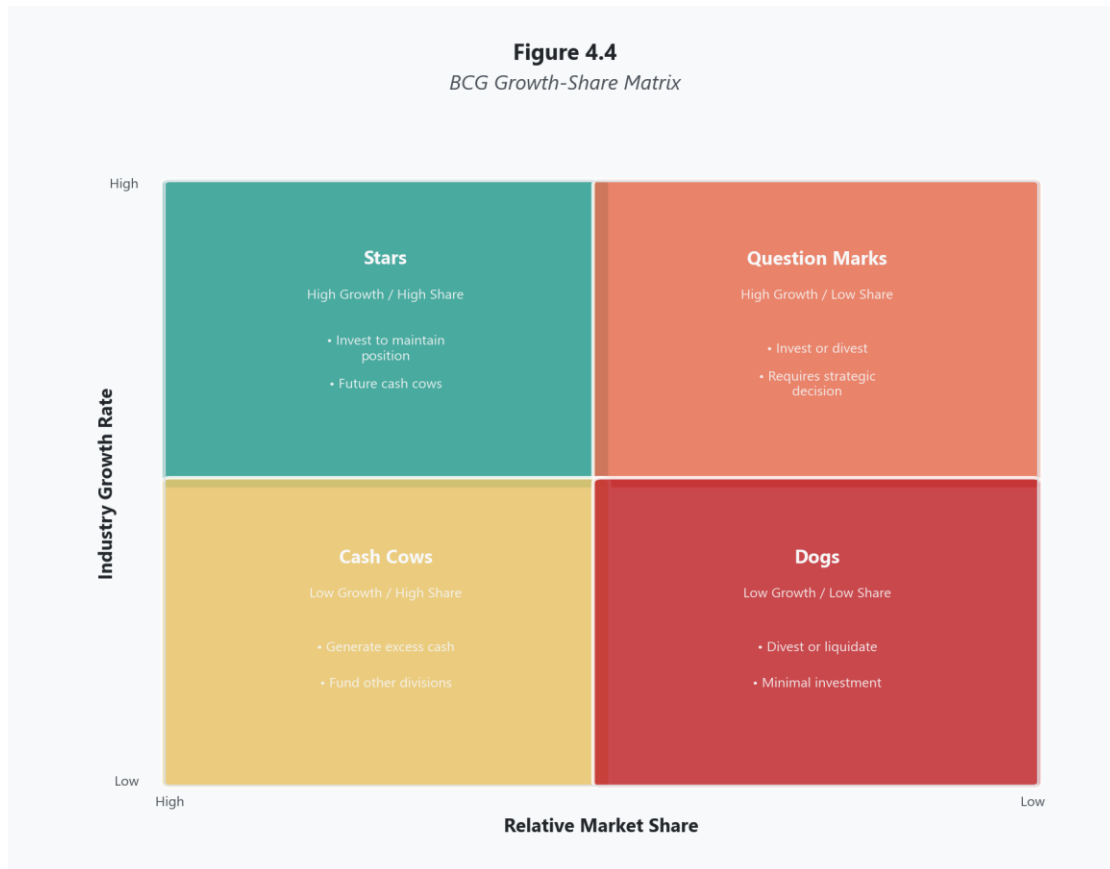 Figure 4.4
BCG Growth-Share Matrix
High
Stars
High Growth / High Share
• Invest to maintain
position
• Future cash cows
Question Marks
High Growth / Low Share
• Invest or divest
• Requires strategic
decision
Industry Growth Rate
Cash Cows
Low Growth / High Share
• Generate excess cash
• Fund other divisions
Dogs
Low Growth / Low Share
• Divest or liquidate
• Minimal investment
Low
High
Low
Relative Market Share